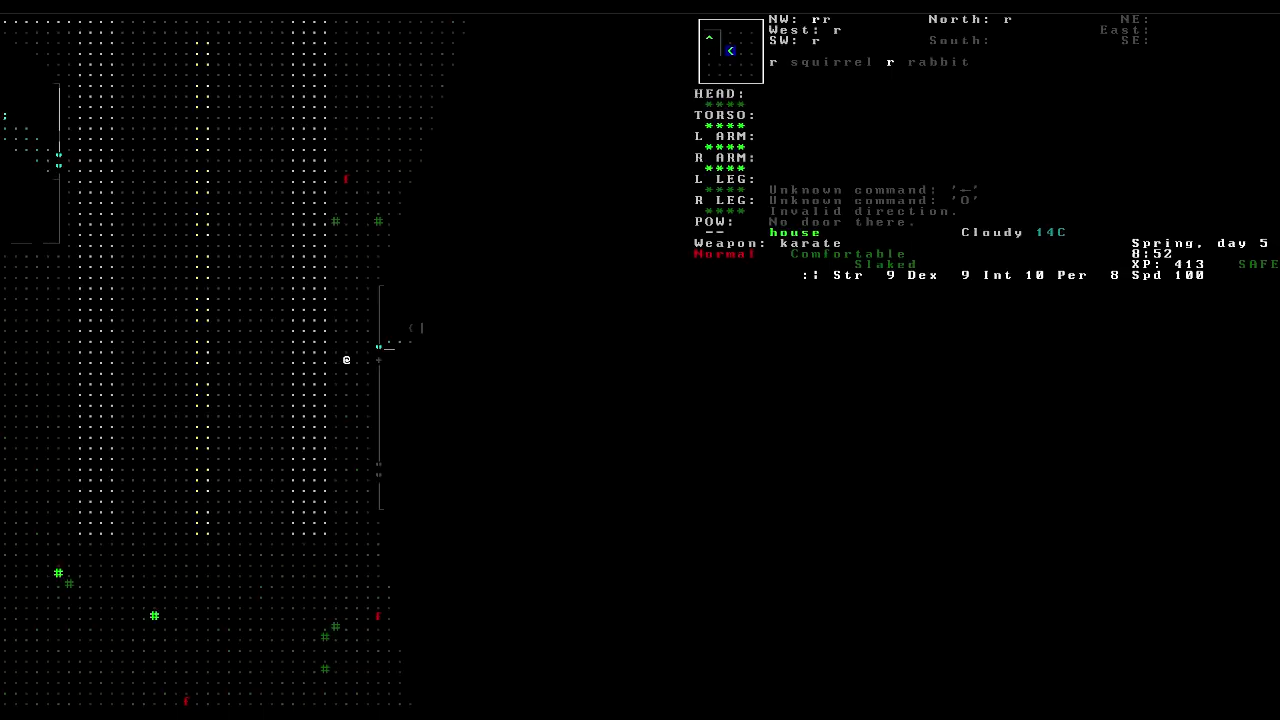 NW: rr North: r NE:
West: r East:
SW: r South: SE:
r squirrel r rabbit
HEAD:
****
TORSO:
****
L ARM:
****
R ARM:
****
L LEG:
****
R LEG:
****
POW:
--
Unknown command: '←'
Unknown command: 'O'
Invalid direction.
No door there.
house Cloudy 14C
Weapon: karate Spring, day 5
Normal Comfortable 8:52
Slaked XP: 413 SAFE
:| Str 9 Dex 9 Int 10 Per 8 Spd 100